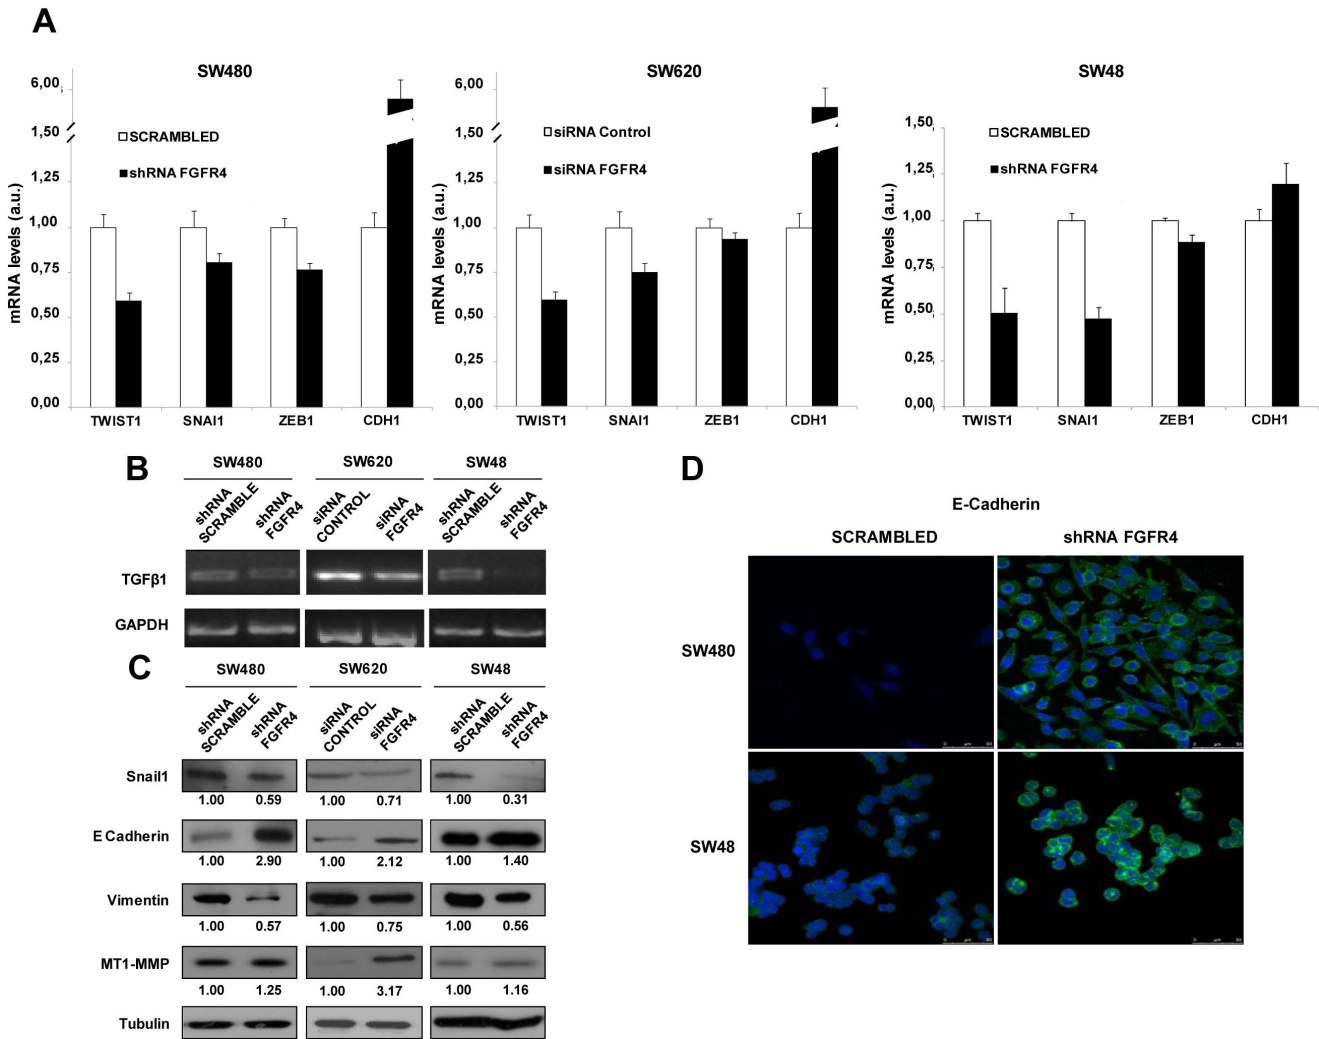 A
SW480
6,00
1,50
1,25
1,00
0,75
0,50
0,25
0,00
mRNA levels (a.u.)
SCRAMBLED
shRNA FGFR4
TWIST1 SNAI1 ZEB1 CDH1
SW620
6,00
1,50
1,25
1,00
0,75
0,50
0,25
0,00
mRNA levels (a.u.)
siRNA Control
siRNA FGFR4
TWIST1 SNAI1 ZEB1 CDH1
SW48
1,50
1,25
1,00
0,75
0,50
0,25
0,00
mRNA levels (a.u.)
SCRAMBLED
shRNA FGFR4
TWIST1 SNAI1 ZEB1 CDH1
B
SW480 SW620 SW48
shRNA SCRAMBLE
shRNA FGFR4
siRNA CONTROL
siRNA FGFR4
shRNA SCRAMBLE
shRNA FGFR4
TGFβ1
GAPDH
C
SW480 SW620 SW48
shRNA SCRAMBLE
shRNA FGFR4
siRNA CONTROL
siRNA FGFR4
shRNA SCRAMBLE
shRNA FGFR4
Snail1
1.00 0.59 1.00 0.71 1.00 0.31
E Cadherin
1.00 2.90 1.00 2.12 1.00 1.40
Vimentin
1.00 0.57 1.00 0.75 1.00 0.56
MT1-MMP
1.00 1.25 1.00 3.17 1.00 1.16
Tubulin
D
E-Cadherin
SCRAMBLED shRNA FGFR4
SW480
SW48